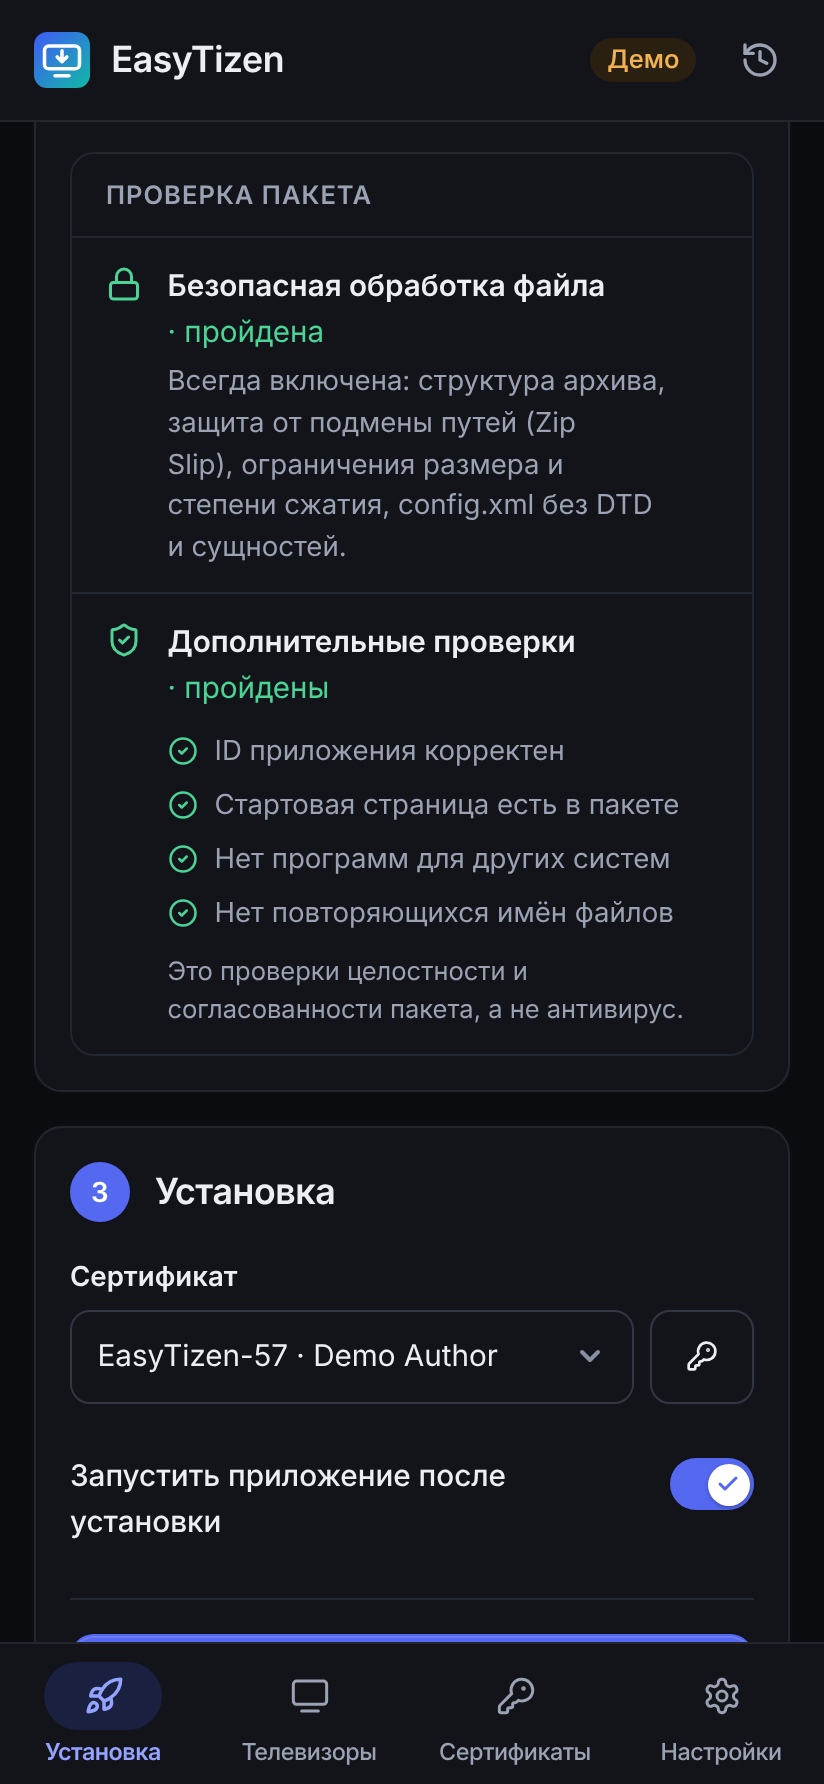 EasyTizen
Демо
ПРОВЕРКА ПАКЕТА
Безопасная обработка файла
· пройдена
Всегда включена: структура архива,
защита от подмены путей (Zip
Slip), ограничения размера и
степени сжатия, config.xml без DTD
и сущностей.
Дополнительные проверки
· пройдены
ID приложения корректен
Стартовая страница есть в пакете
Нет программ для других систем
Нет повторяющихся имён файлов
Это проверки целостности и
согласованности пакета, а не антивирус.
3 Установка
Сертификат
EasyTizen-57 · Demo Author
Запустить приложение после
установки
Установка
Телевизоры
Сертификаты
Настройки